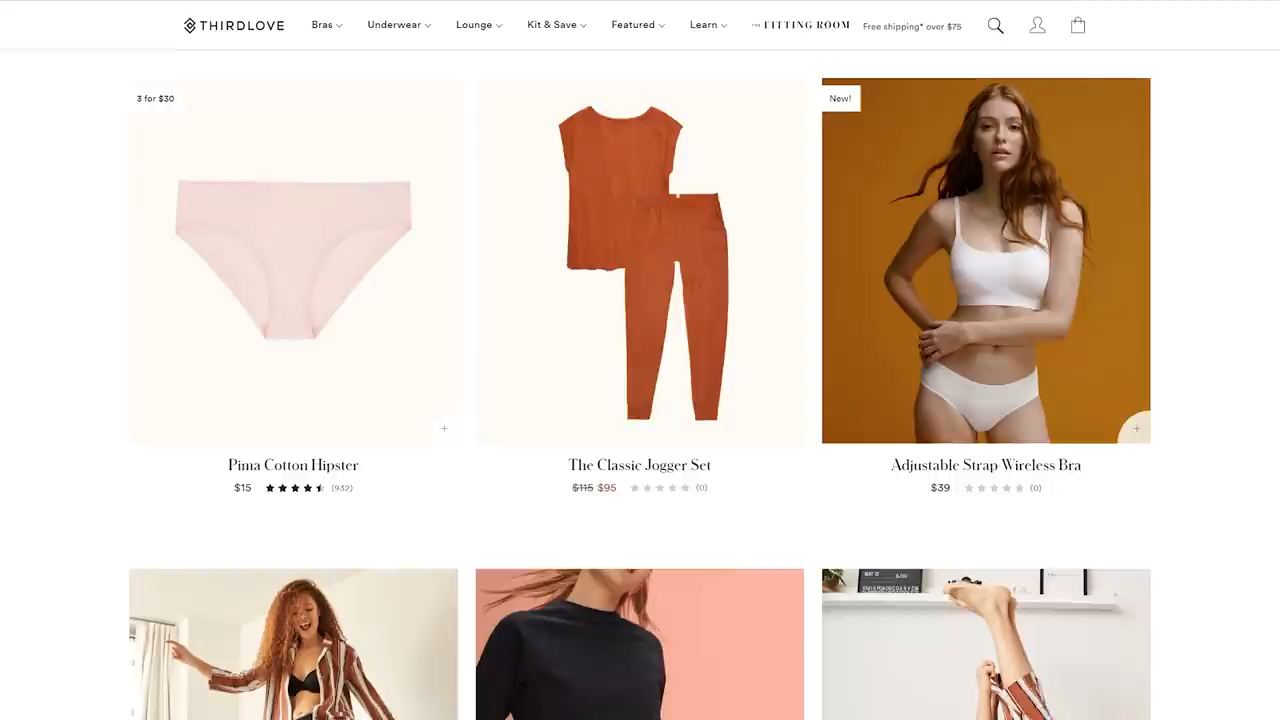 THIRDLOVE
Bras
Underwear
Lounge
Kit & Save
Featured
Learn
THE FITTING ROOM
Free shipping* over $75
3 for $30
New!
Pima Cotton Hipster
$15
(932)
The Classic Jogger Set
$115 $95
(0)
Adjustable Strap Wireless Bra
$39
(0)